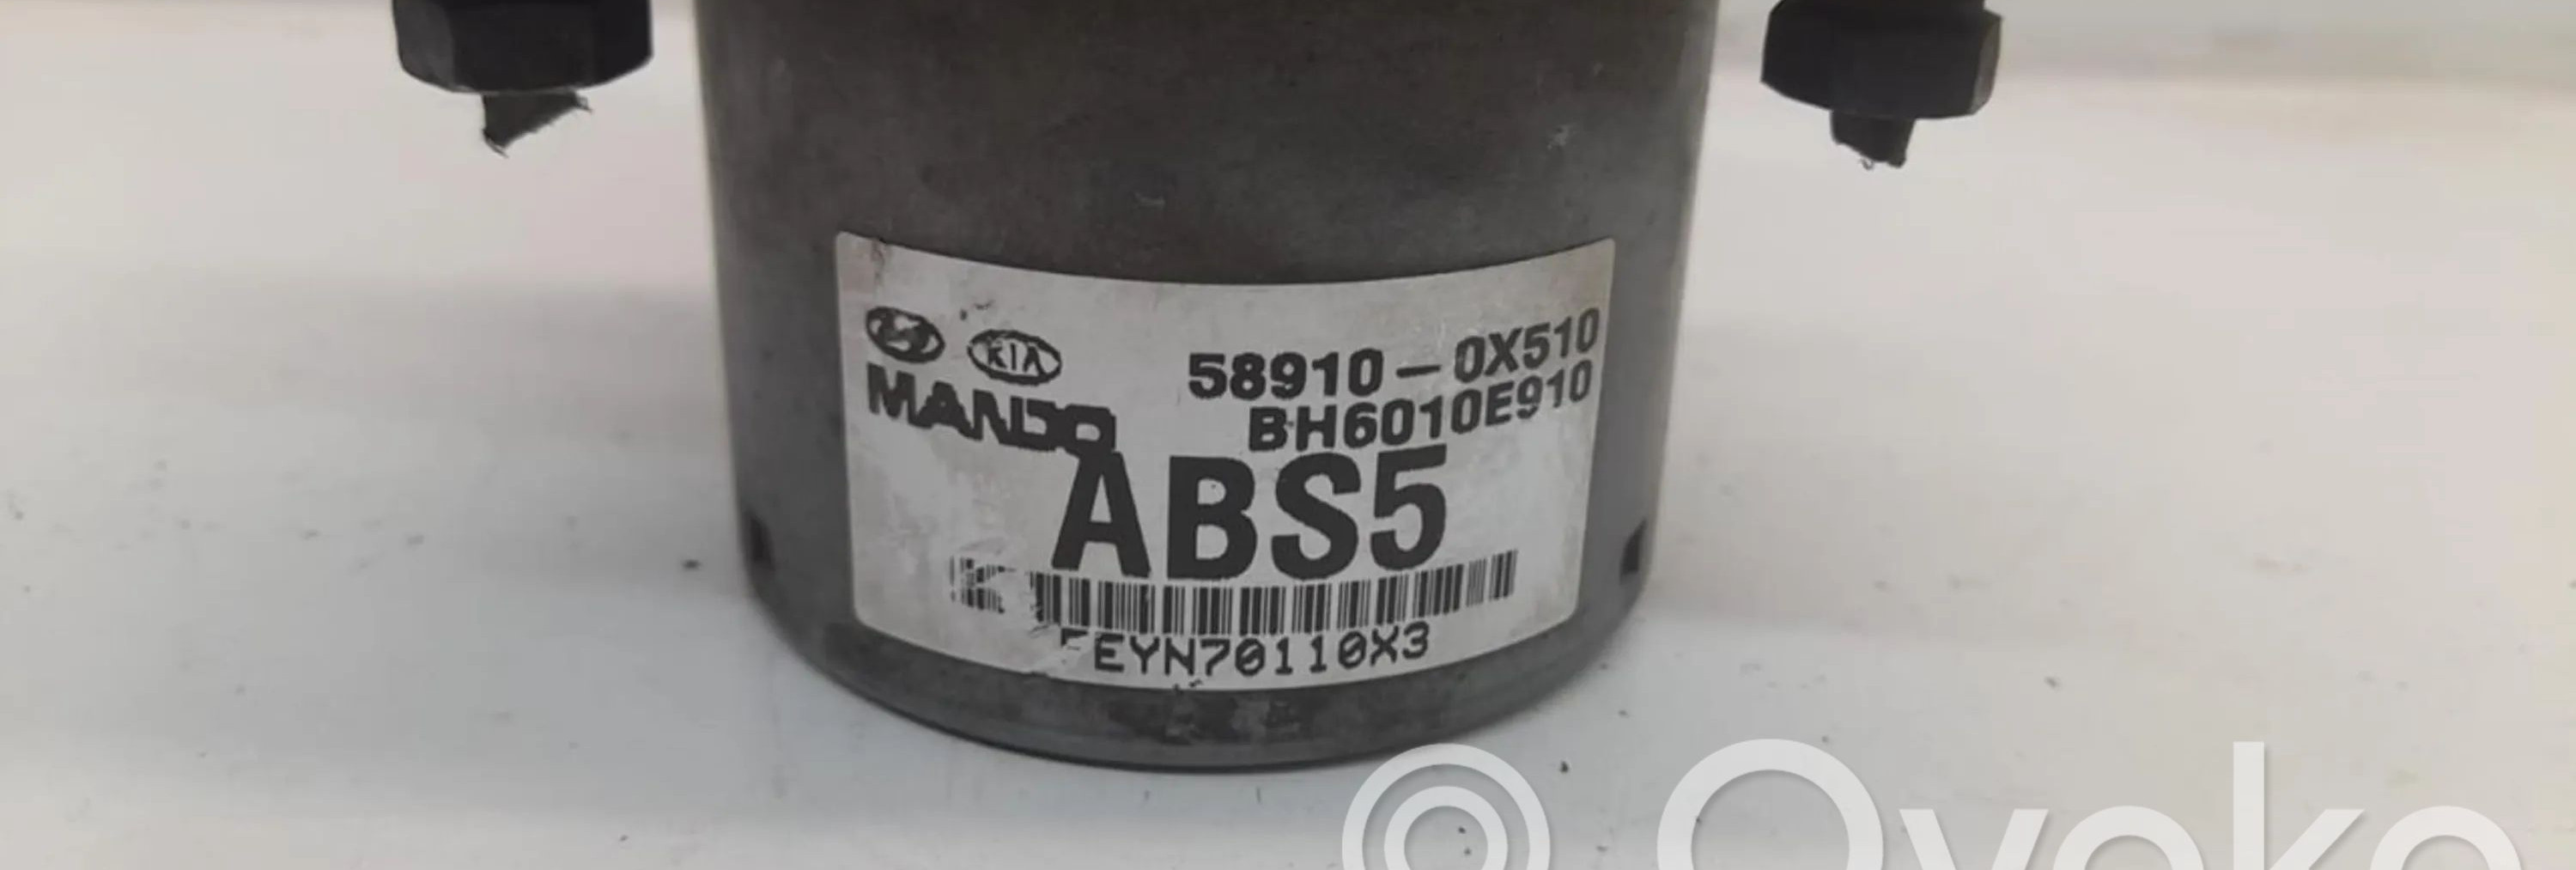 KIA
58910-0X510
MANDO
BH6010E910
ABS5
K
EYN70110X3
Ovoko